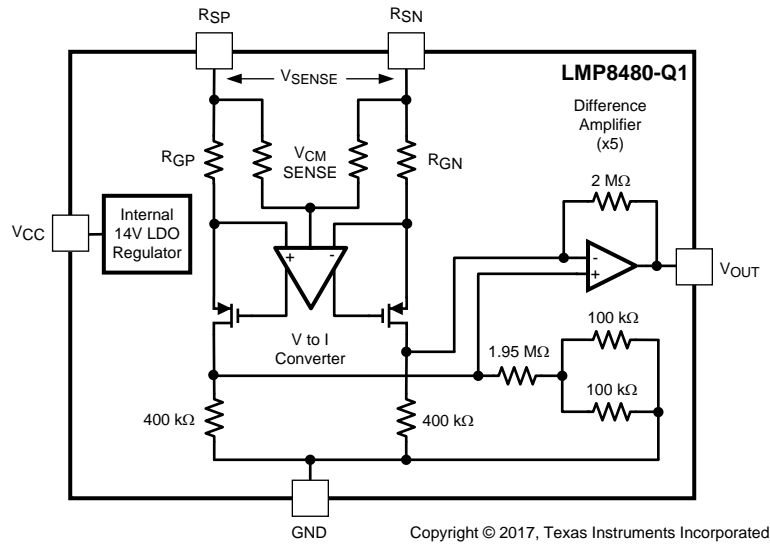 RSP
RSN
LMP8480-Q1
VSENSE
Difference
Amplifier
(x5)
RGP
VCM
SENSE
RGN
2 MΩ
VCC
Internal
14V LDO
Regulator
+
-
-
+
VOUT
V to I
Converter
1.95 MΩ
100 kΩ
100 kΩ
400 kΩ
400 kΩ
GND
Copyright © 2017, Texas Instruments Incorporated